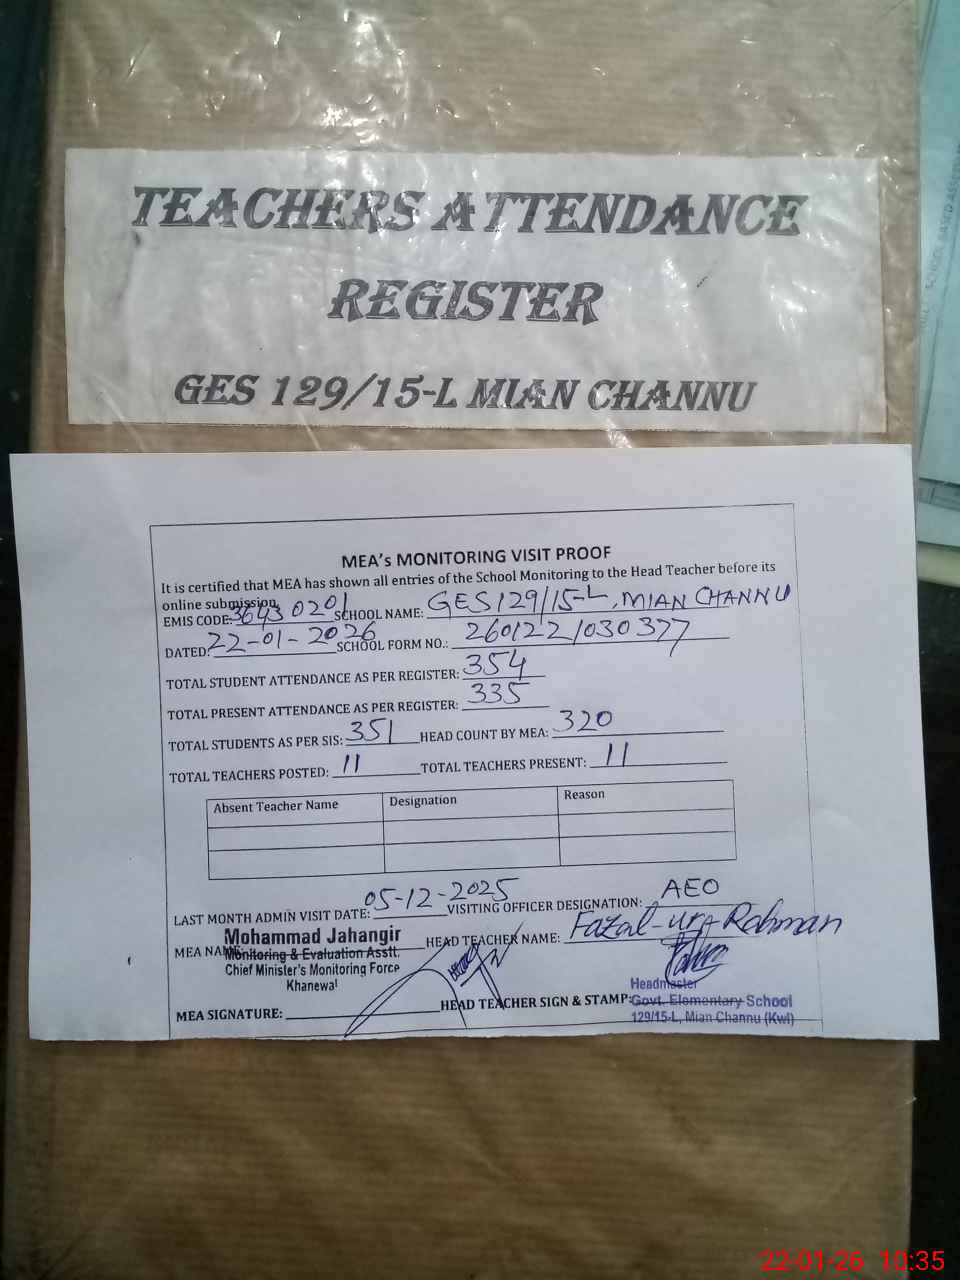 TEACHERS ATTENDANCE
REGISTER
GES 129/15-L MIAN CHANNU
MEA's MONITORING VISIT PROOF
It is certified that MEA has shown all entries of the School Monitoring to the Head Teacher before its
online submission.
EMIS CODE: 36430201 SCHOOL NAME: GES 129/15-L, MIAN CHANNU
DATED: 22-01-2026 SCHOOL FORM NO.: 260122/030377
TOTAL STUDENT ATTENDANCE AS PER REGISTER: 354
TOTAL PRESENT ATTENDANCE AS PER REGISTER: 335
TOTAL STUDENTS AS PER SIS: 351 HEAD COUNT BY MEA: 320
TOTAL TEACHERS POSTED: 11 TOTAL TEACHERS PRESENT: 11
Absent Teacher Name Designation Reason
LAST MONTH ADMIN VISIT DATE: 05-12-2025 VISITING OFFICER DESIGNATION: AEO
MEA NAME: Mohammad Jahangir HEAD TEACHER NAME: Fazal-ur-Rahman
Monitoring & Evaluation Asstt.
Chief Minister's Monitoring Force
Khanewal
MEA SIGNATURE: HEAD TEACHER SIGN & STAMP:
Headmaster
Govt. Elementary School
129/15-L, Mian Channu (Kwl)
22-01-26 10:35